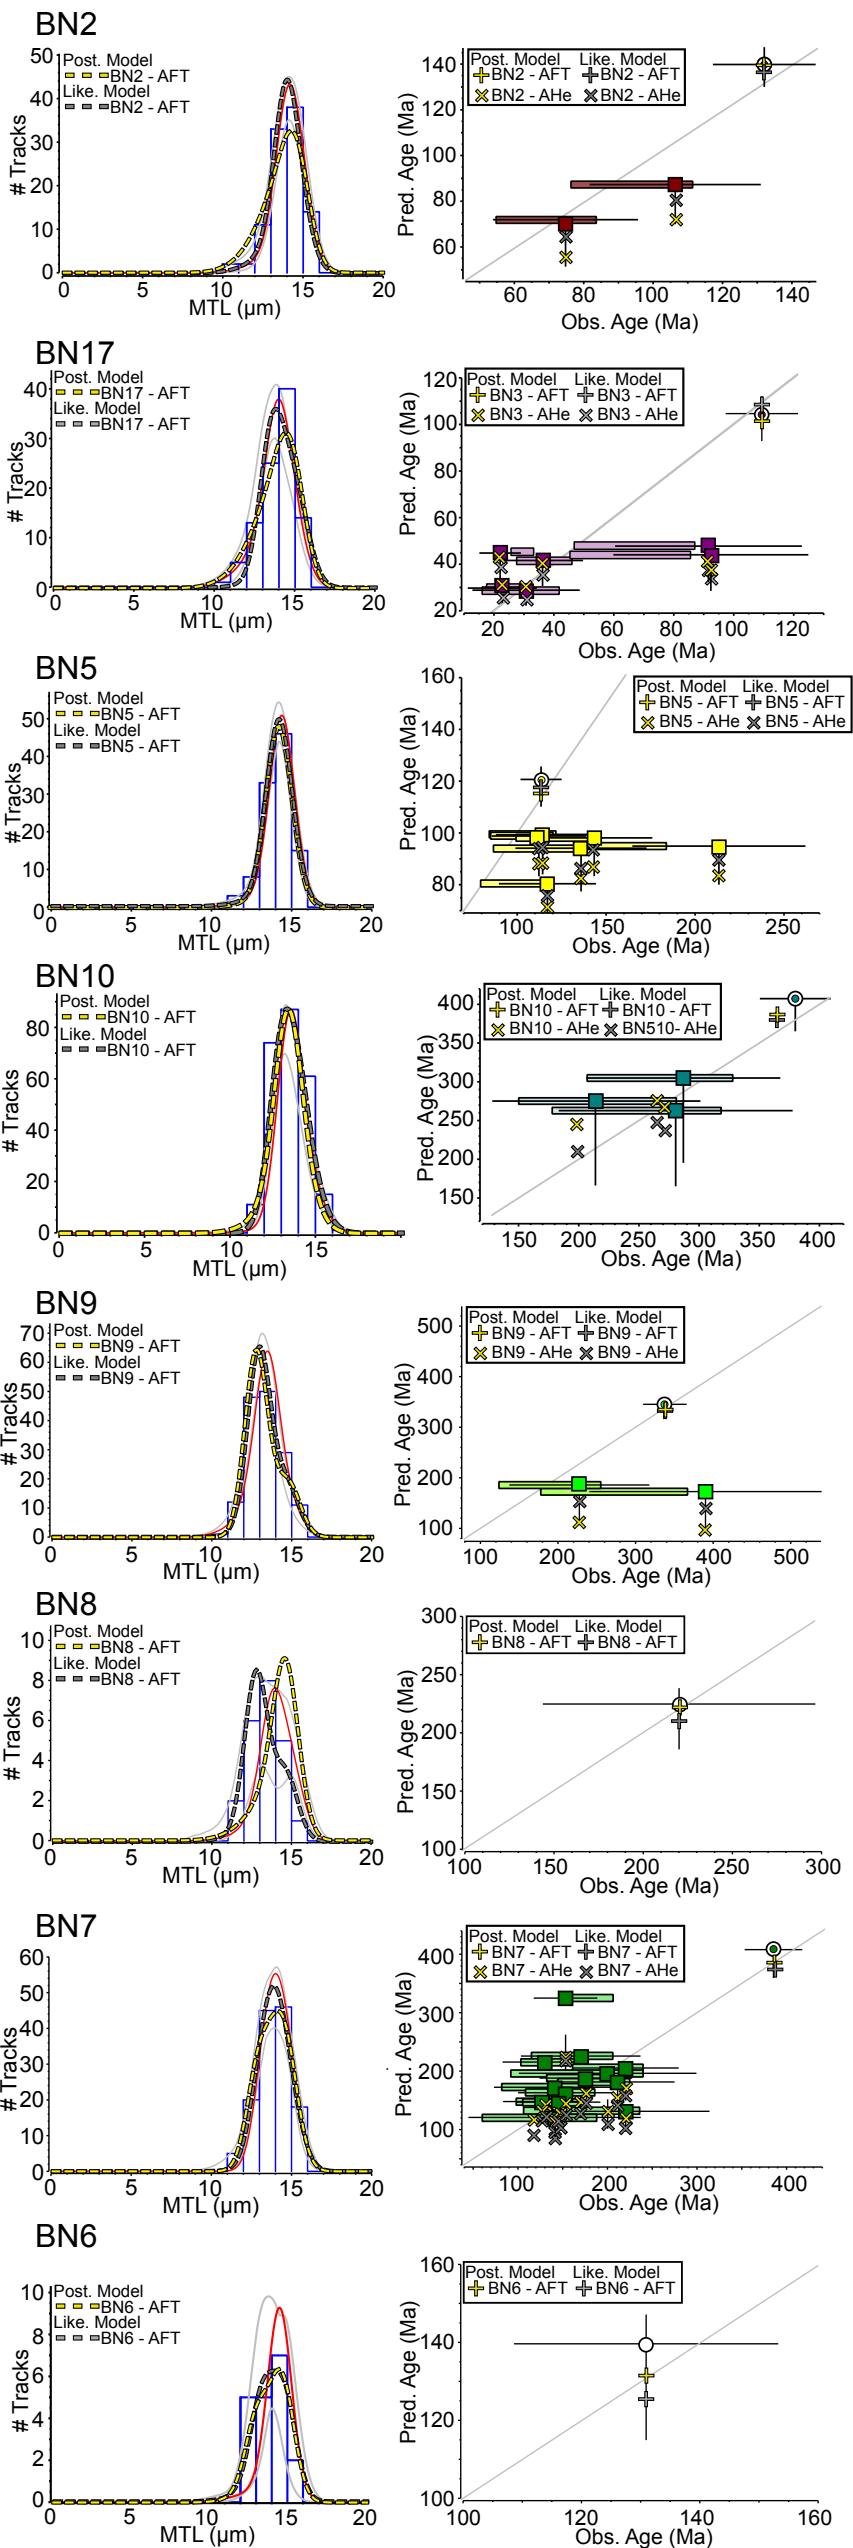 BN2
50
40
30
20
10
0
# Tracks
Post. Model
BN2 - AFT
Like. Model
BN2 - AFT
0 5 10 15 20
MTL (µm)
140
120
100
80
60
Pred. Age (Ma)
Post. Model Like. Model
BN2 - AFT BN2 - AFT
BN2 - AHe BN2 - AHe
60 80 100 120 140
Obs. Age (Ma)
BN17
40
30
20
10
0
# Tracks
Post. Model
BN17 - AFT
Like. Model
BN17 - AFT
0 5 10 15 20
MTL (µm)
120
100
80
60
40
20
Pred. Age (Ma)
Post. Model Like. Model
BN3 - AFT BN3 - AFT
BN3 - AHe BN3 - AHe
20 40 60 80 100 120
Obs. Age (Ma)
BN5
50
40
30
20
10
0
# Tracks
Post. Model
BN5 - AFT
Like. Model
BN5 - AFT
0 5 10 15 20
MTL (µm)
160
140
120
100
80
Pred. Age (Ma)
Post. Model Like. Model
BN5 - AFT BN5 - AFT
BN5 - AHe BN5 - AHe
100 150 200 250
Obs. Age (Ma)
BN10
80
60
40
20
0
# Tracks
Post. Model
BN10 - AFT
Like. Model
BN10 - AFT
0 5 10 15
MTL (µm)
400
350
300
250
200
150
Pred. Age (Ma)
Post. Model Like. Model
BN10 - AFT BN10 - AFT
BN10 - AHe BN510- AHe
150 200 250 300 350 400
Obs. Age (Ma)
BN9
70
60
50
40
30
20
10
0
# Tracks
Post. Model
BN9 - AFT
Like. Model
BN9 - AFT
0 5 10 15 20
MTL (µm)
500
400
300
200
100
Pred. Age (Ma)
Post. Model Like. Model
BN9 - AFT BN9 - AFT
BN9 - AHe BN9 - AHe
100 200 300 400 500
Obs. Age (Ma)
BN8
10
8
6
4
2
0
# Tracks
Post. Model
BN8 - AFT
Like. Model
BN8 - AFT
0 5 10 15 20
MTL (µm)
300
250
200
150
100
Pred. Age (Ma)
Post. Model Like. Model
BN8 - AFT BN8 - AFT
100 150 200 250 300
Obs. Age (Ma)
BN7
60
50
40
30
20
10
0
# Tracks
0 5 10 15 20
MTL (µm)
400
300
200
100
Pred. Age (Ma)
Post. Model Like. Model
BN7 - AFT BN7 - AFT
BN7 - AHe BN7 - AHe
100 200 300 400
Obs. Age (Ma)
BN6
10
8
6
4
2
0
# Tracks
Post. Model
BN6 - AFT
Like. Model
BN6 - AFT
0 5 10 15 20
MTL (µm)
160
140
120
100
Pred. Age (Ma)
Post. Model Like. Model
BN6 - AFT BN6 - AFT
100 120 140 160
Obs. Age (Ma)